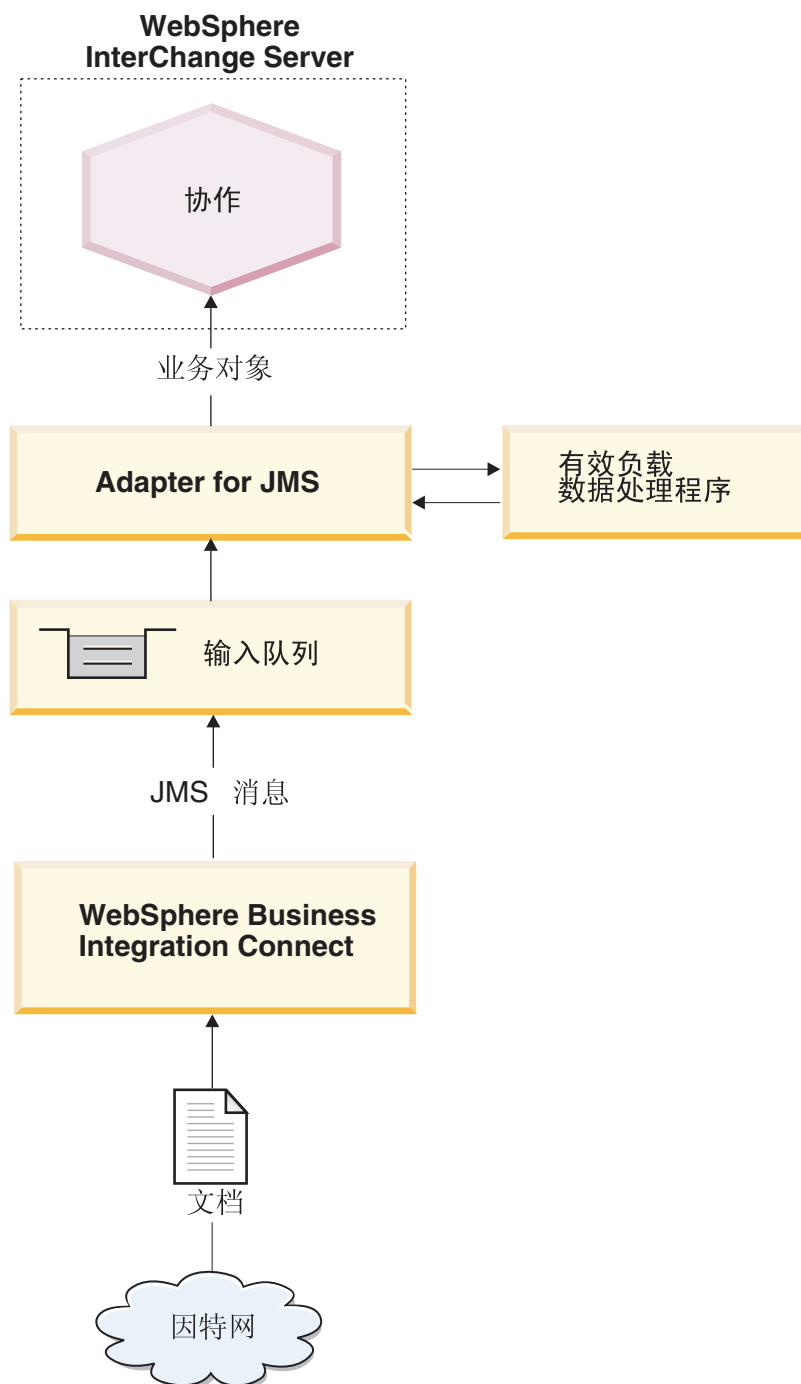 WebSphere
InterChange Server
协作
业务对象
Adapter for JMS
有效负载
数据处理程序
输入队列
JMS 消息
WebSphere Business
Integration Connect
文档
因特网